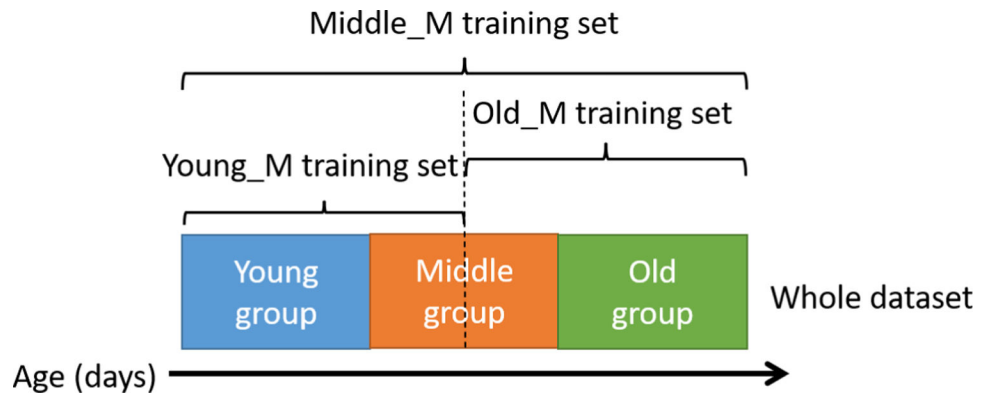 Middle_M training set
Old_M training set
Young_M training set
Young
group
Middle
group
Old
group
Whole dataset
Age (days)